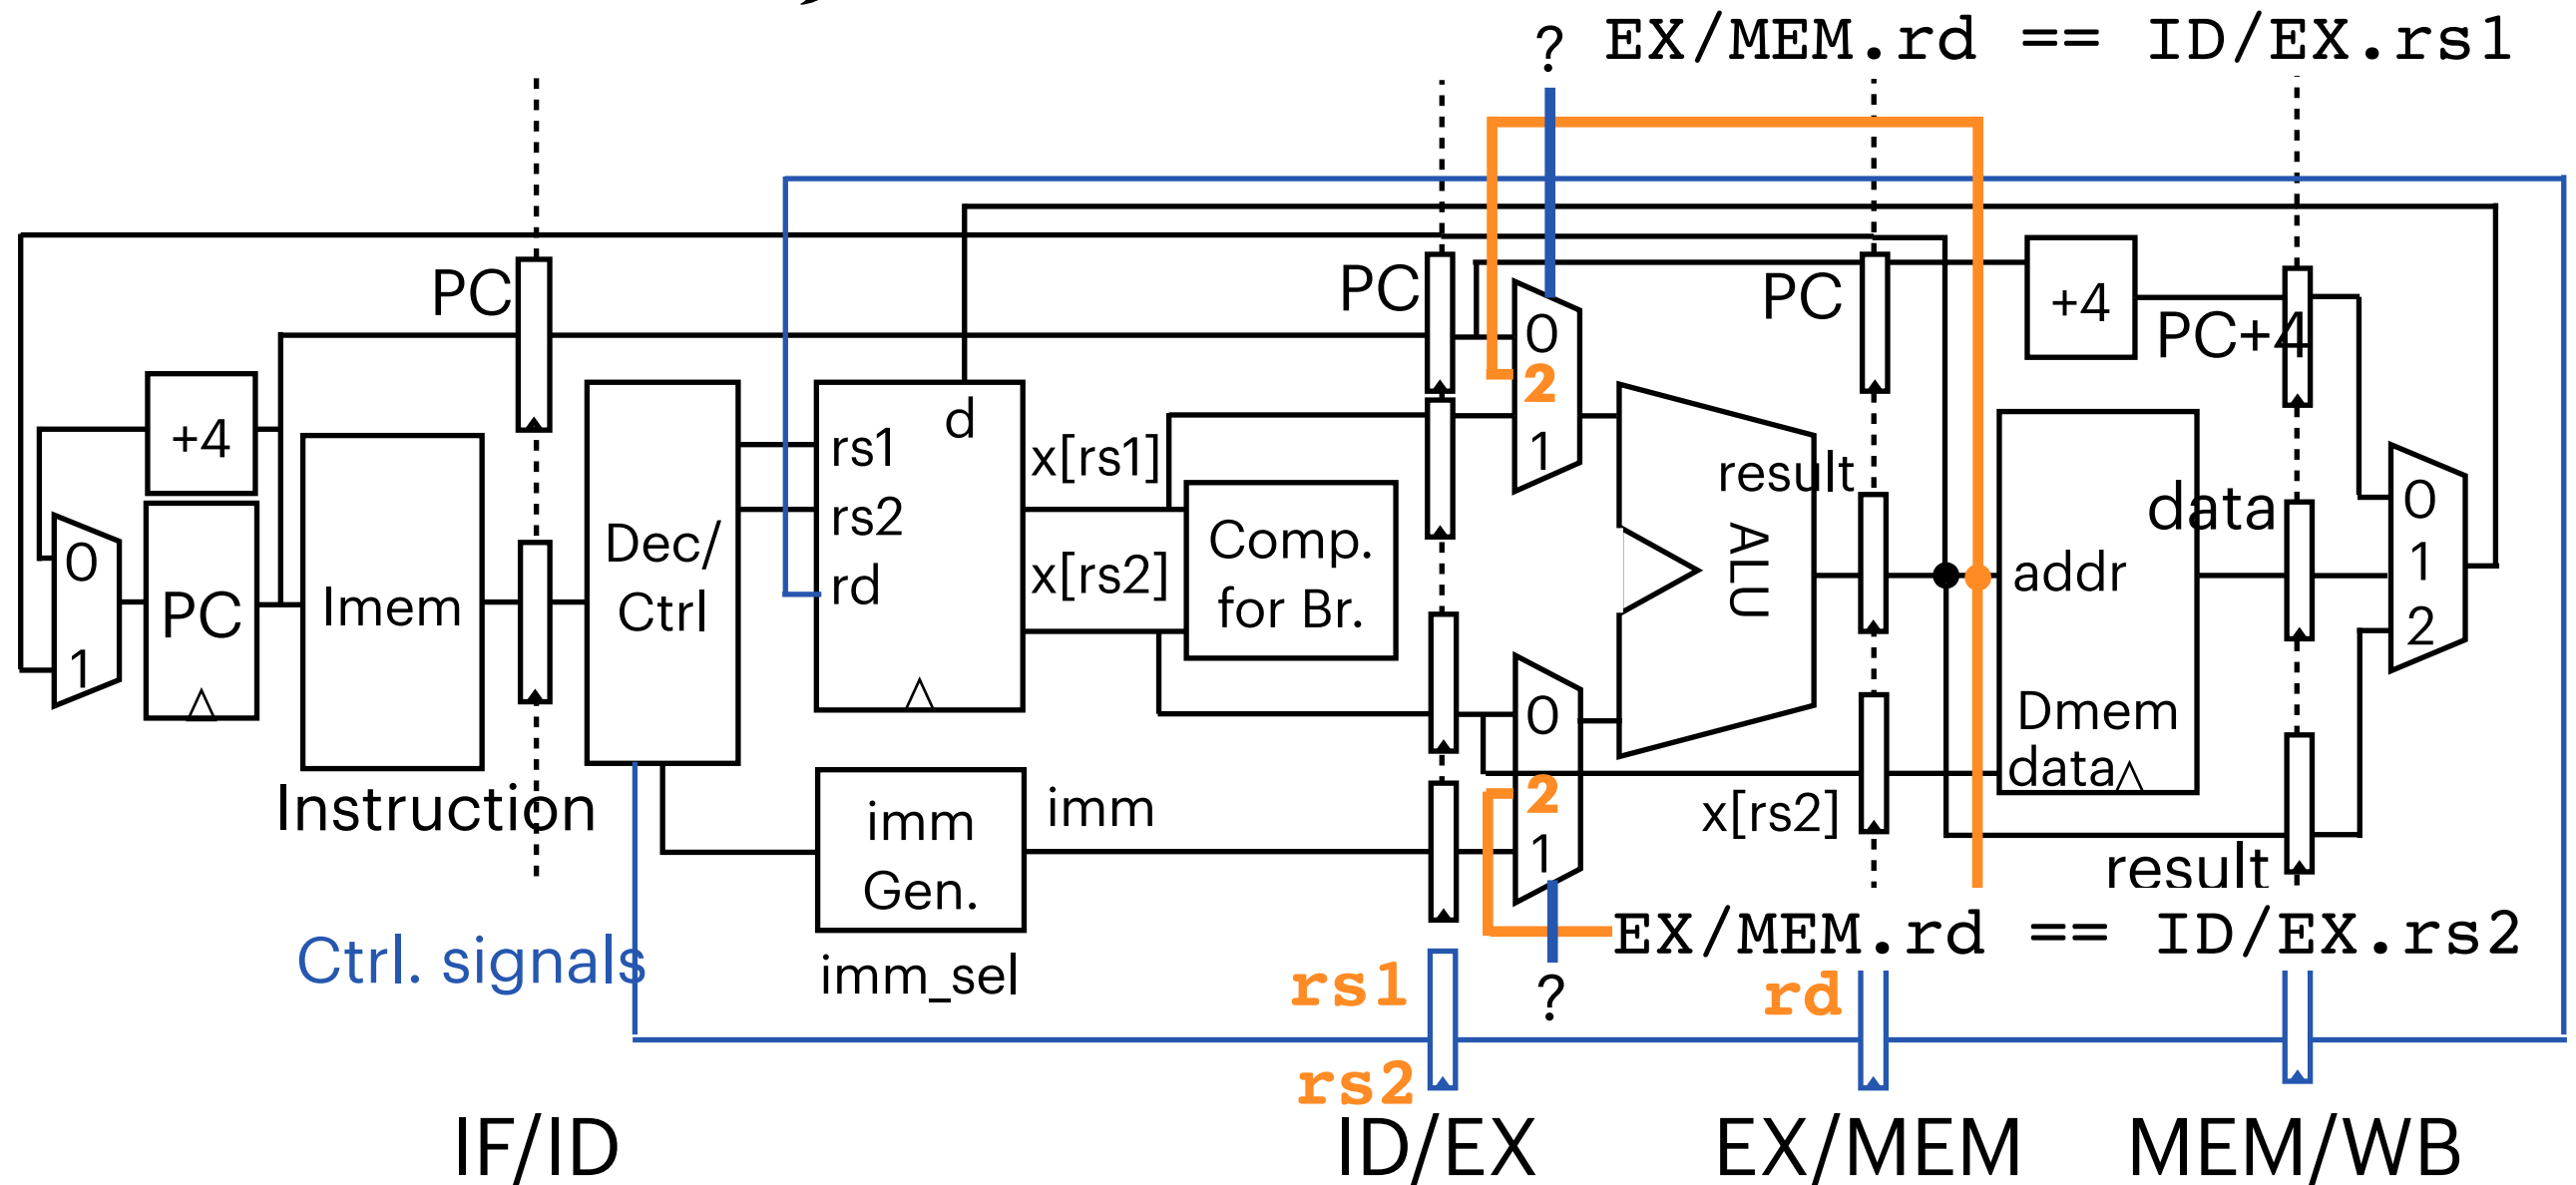 ? EX/MEM.rd == ID/EX.rs1
PC
PC
PC
+4
PC+4
0
2
1
+4
d
rs1
rs2
rd
x[rs1]
x[rs2]
result
data
0
1
2
Dec/
Ctrl
Comp.
for Br.
ALU
addr
Dmem
data
0
1
PC
Imem
0
2
1
x[rs2]
result
Instruction
imm
Gen.
imm
imm_sel
Ctrl. signals
EX/MEM.rd == ID/EX.rs2
?
rs1
rs2
rd
IF/ID
ID/EX
EX/MEM
MEM/WB